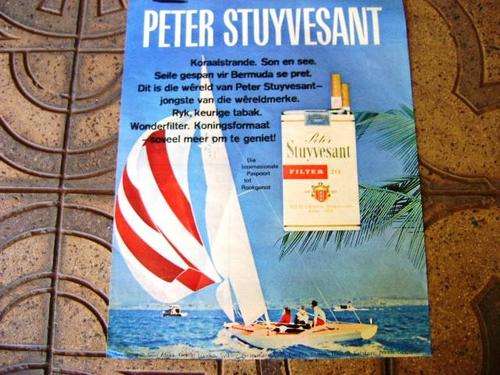 PETER STUYVESANT
Koraalstrande. Son en see.
Seile gespan vir Bermuda se pret.
Dit is die wêreld van Peter Stuyvesant–
jongste van die wêreldmerke.
Ryk, keurige tabak.
Wonderfilter. Koningsformaat
–soveel meer om te geniet!
Die
Internasionale
Paspoort
tot
Rookgenot
Peter
Stuyvesant
FILTER 20